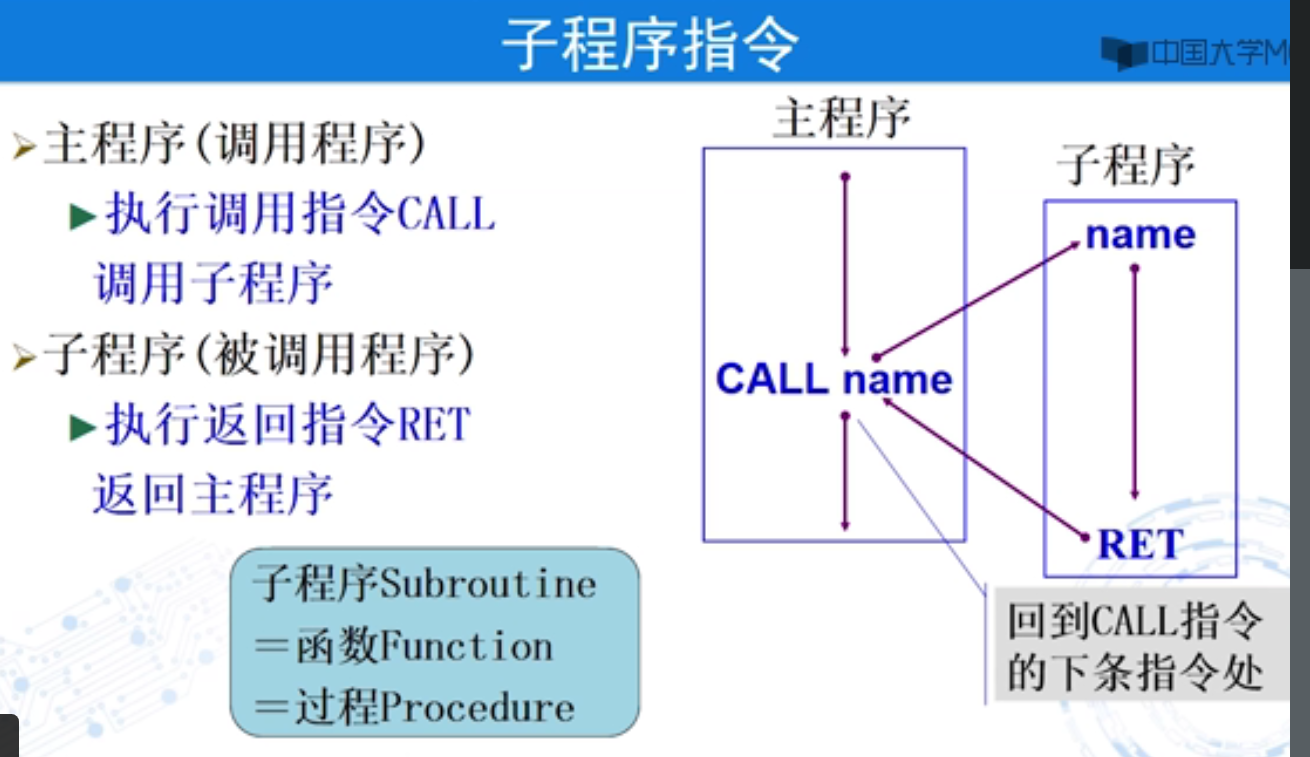 子程序指令
中国大学M
主程序(调用程序)
执行调用指令CALL
调用子程序
子程序(被调用程序)
执行返回指令RET
返回主程序
子程序Subroutine
=函数Function
=过程Procedure
主程序
CALL name
子程序
name
RET
回到CALL指令
的下条指令处